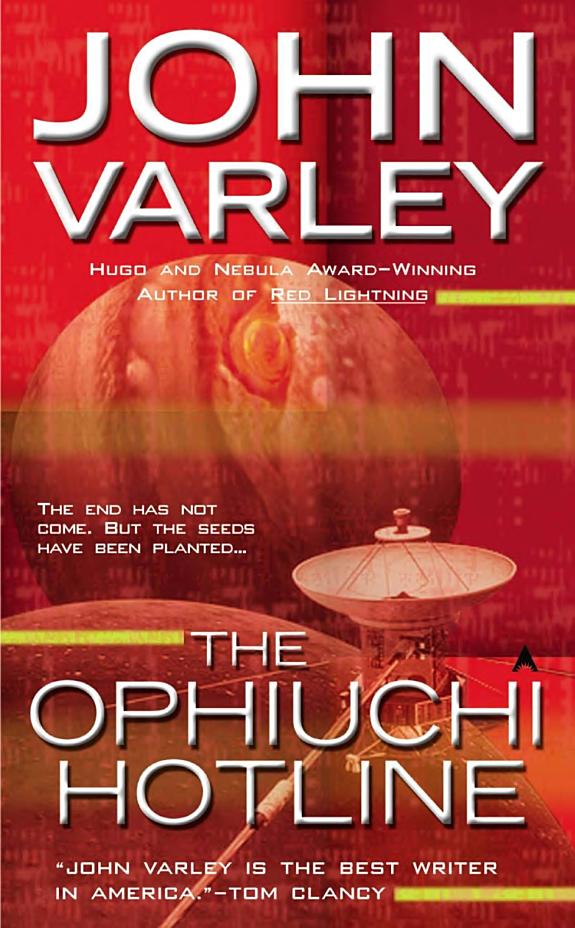 JOHN
VARLEY
HUGO AND NEBULA AWARD-WINNING
AUTHOR OF RED LIGHTNING
THE END HAS NOT
COME. BUT THE SEEDS
HAVE BEEN PLANTED...
THE
OPHIUCHI
HOTLINE
"JOHN VARLEY IS THE BEST WRITER
IN AMERICA."-TOM CLANCY